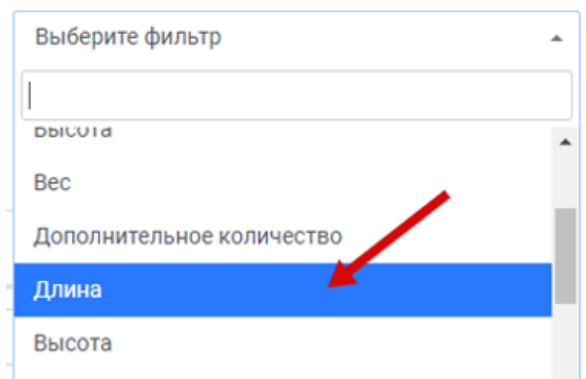 Выберите фильтр
Высота
Вес
Дополнительное количество
Длина
Высота